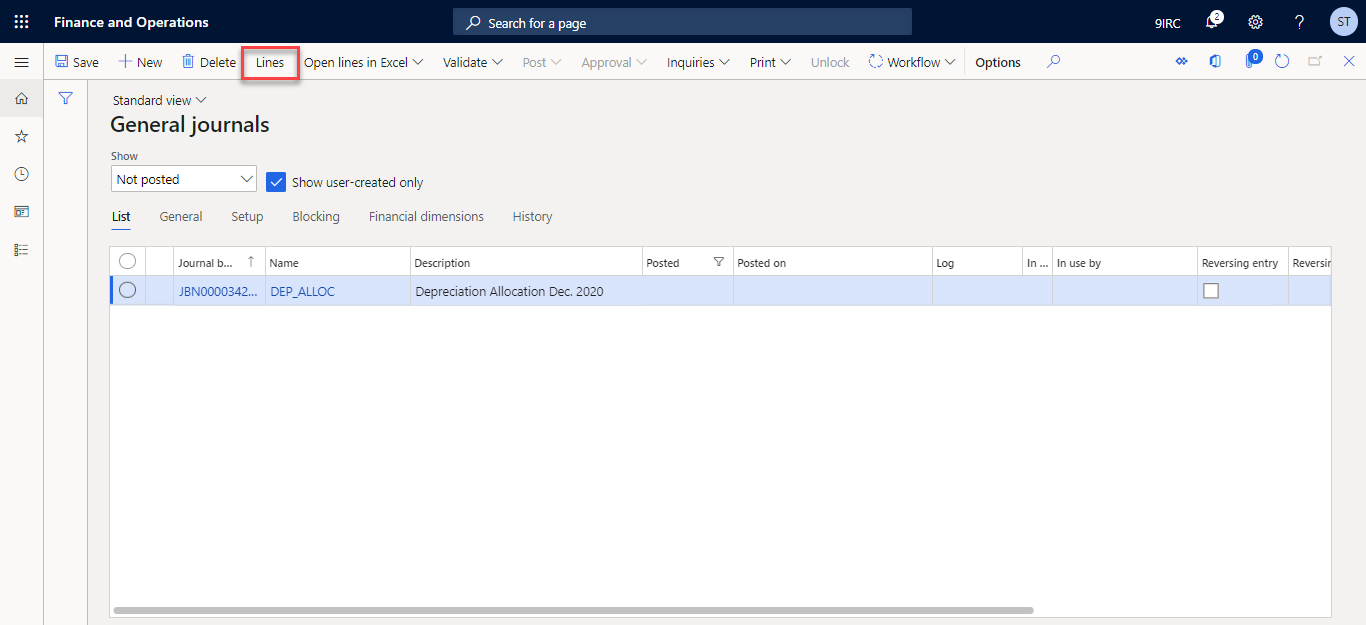 Finance and Operations
Search for a page
9IRC
2
ST
Save
New
Delete
Lines
Open lines in Excel
Validate
Post
Approval
Inquiries
Print
Unlock
Workflow
Options
0
Standard view
General journals
Show
Not posted
Show user-created only
List
General
Setup
Blocking
Financial dimensions
History
Journal b...
Name
Description
Posted
Posted on
Log
In ...
In use by
Reversing entry
Reversin
JBN0000342...
DEP_ALLOC
Depreciation Allocation Dec. 2020